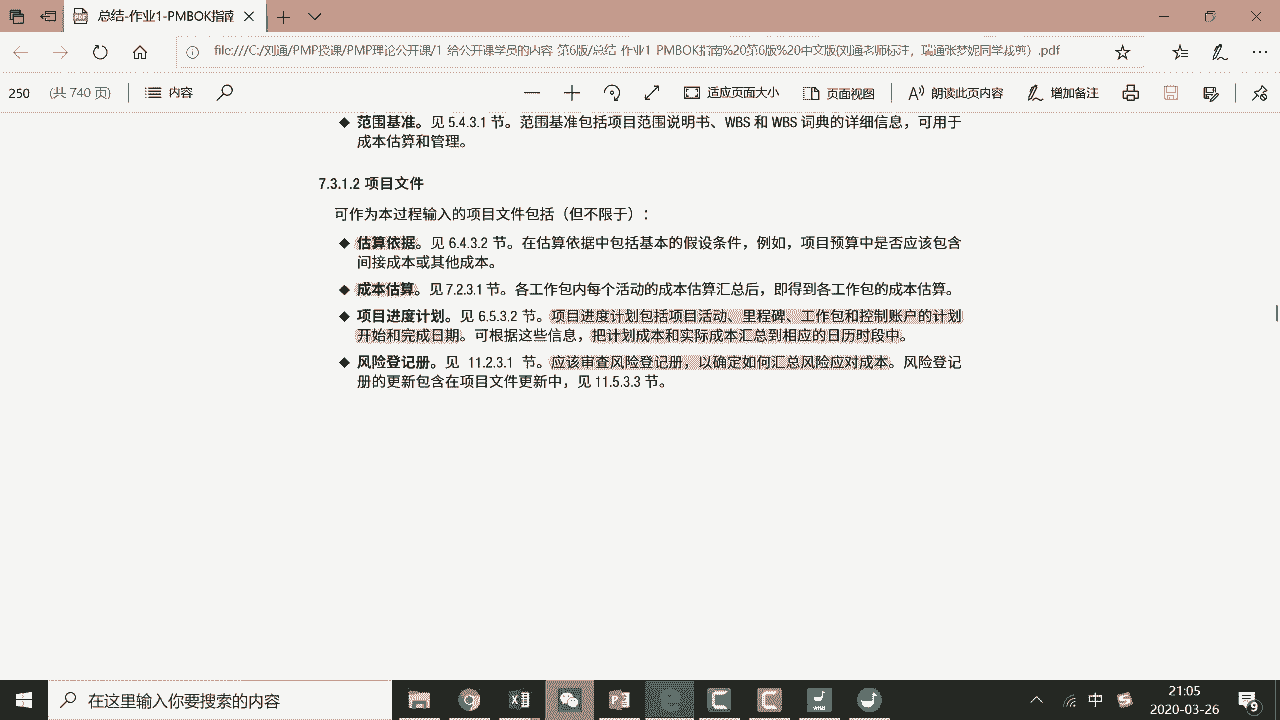 总结-作业1-PMBOK指南
file:///C:/刘通/PMP授课/PMP理论公开课/1 给公开课学员的内容 第6版/总结 作业1 PMBOK指南%20第6版%20中文版(刘通老师标注，瑞通张梦妮同学裁剪）.pdf
250 (共 740 页) 内容 适应页面大小 页面视图 朗读此页内容 增加备注
◆ 范围基准。见 5.4.3.1 节。范围基准包括项目范围说明书、WBS 和 WBS 词典的详细信息，可用于
成本估算和管理。
7.3.1.2 项目文件
可作为本过程输入的项目文件包括（但不限于）：
◆ 估算依据。见 6.4.3.2 节。在估算依据中包括基本的假设条件，例如，项目预算中是否应该包含
间接成本或其他成本。
◆ 成本估算。见 7.2.3.1 节。各工作包内每个活动的成本估算汇总后，即得到各工作包的成本估算。
◆ 项目进度计划。见 6.5.3.2 节。项目进度计划包括项目活动、里程碑、工作包和控制账户的计划
开始和完成日期。可根据这些信息，把计划成本和实际成本汇总到相应的日历时段中。
◆ 风险登记册。见 11.2.3.1 节。应该审查风险登记册，以确定如何汇总风险应对成本。风险登记
册的更新包含在项目文件更新中，见 11.5.3.3 节。
在这里输入你要搜索的内容
中
21:05
2020-03-26
9